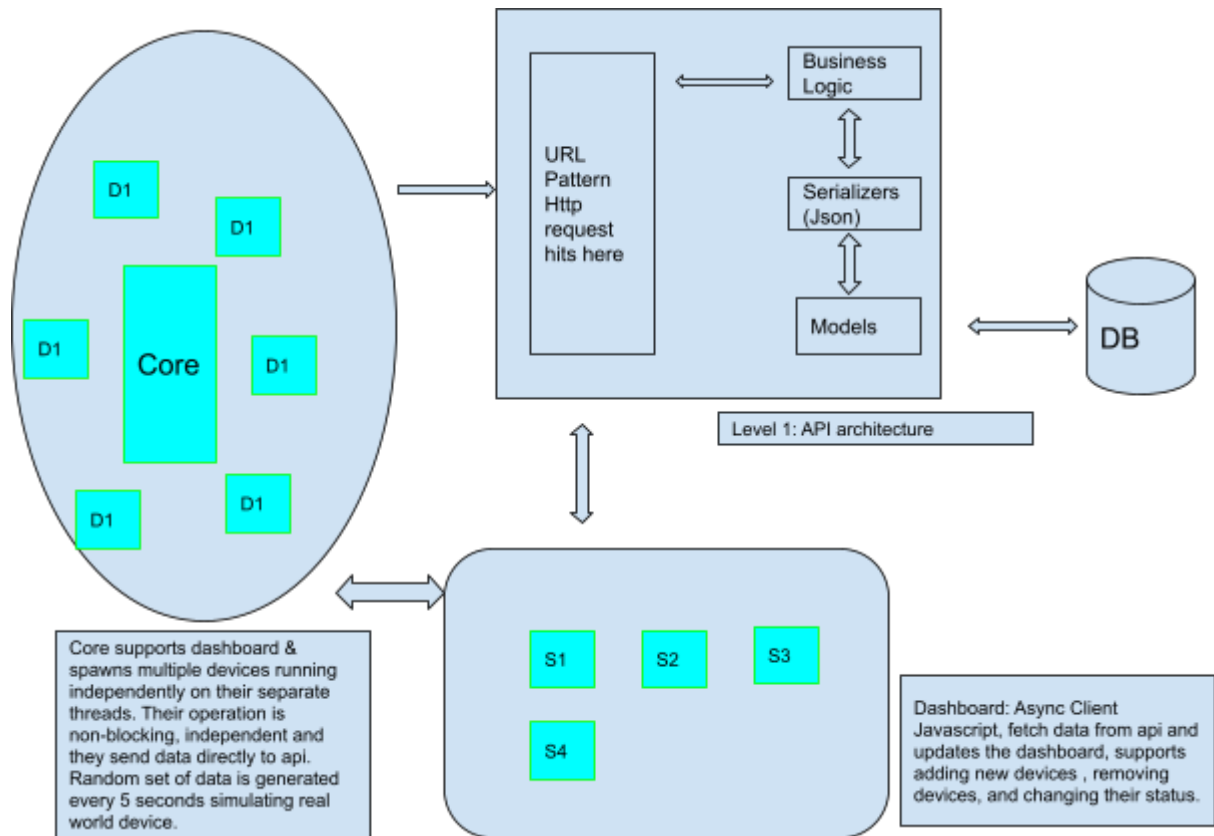 D1
D1
D1
Core
D1
D1
D1
URL
Pattern
Http
request
hits here
Business
Logic
Serializers
(Json)
Models
DB
Level 1: API architecture
Core supports dashboard &
spawns multiple devices running
independently on their separate
threads. Their operation is
non-blocking, independent and
they send data directly to api.
Random set of data is generated
every 5 seconds simulating real
world device.
S1
S2
S3
S4
Dashboard: Async Client
Javascript, fetch data from api and
updates the dashboard, supports
adding new devices , removing
devices, and changing their status.